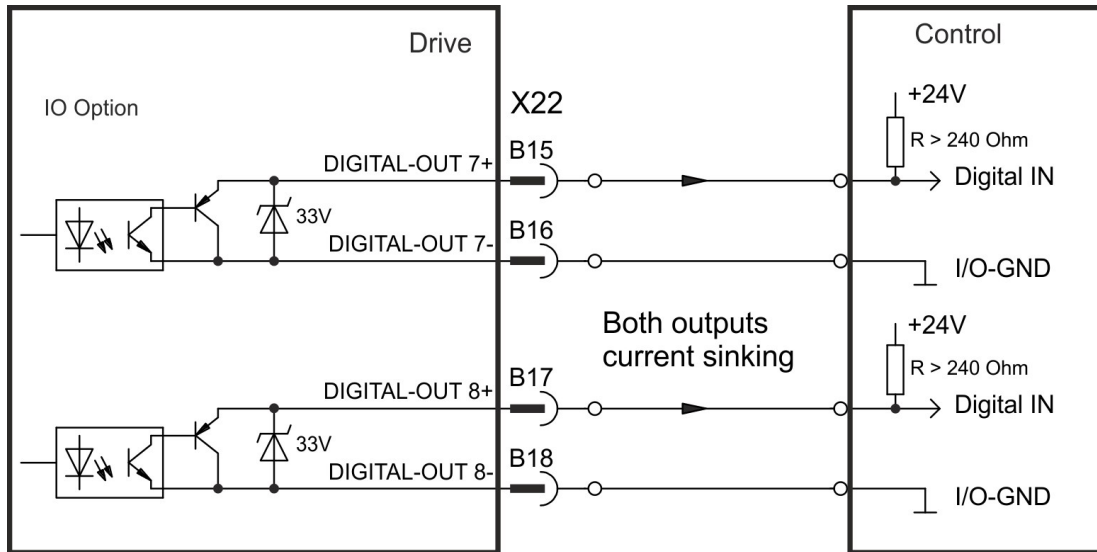 Drive
Control
IO Option
X22
+24V
R > 240 Ohm
DIGITAL-OUT 7+
B15
Digital IN
33V
DIGITAL-OUT 7-
B16
I/O-GND
Both outputs
current sinking
+24V
R > 240 Ohm
DIGITAL-OUT 8+
B17
Digital IN
33V
DIGITAL-OUT 8-
B18
I/O-GND